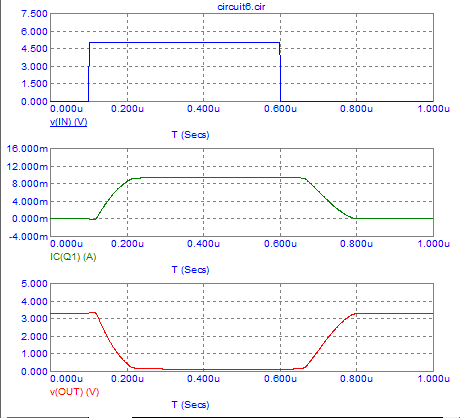 circuit6.cir
7.500
6.000
4.500
3.000
1.500
0.000
0.000u 0.200u 0.400u 0.600u 0.800u 1.000u
v(IN) (V)
T (Secs)
16.000m
12.000m
8.000m
4.000m
0.000m
-4.000m
0.000u 0.200u 0.400u 0.600u 0.800u 1.000u
IC(Q1) (A)
T (Secs)
5.000
4.000
3.000
2.000
1.000
0.000
0.000u 0.200u 0.400u 0.600u 0.800u 1.000u
v(OUT) (V)
T (Secs)